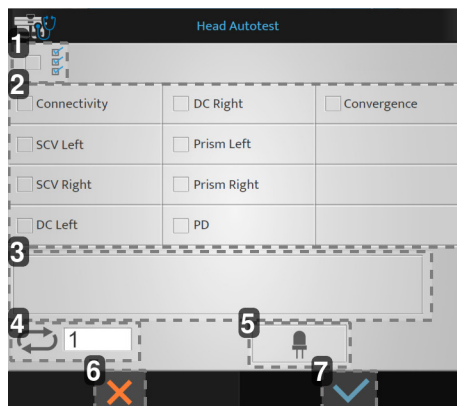 Head Autotest
1
2
Connectivity DC Right Convergence
SCV Left Prism Left
SCV Right Prism Right
DC Left PD
3
4 1 5
6 7